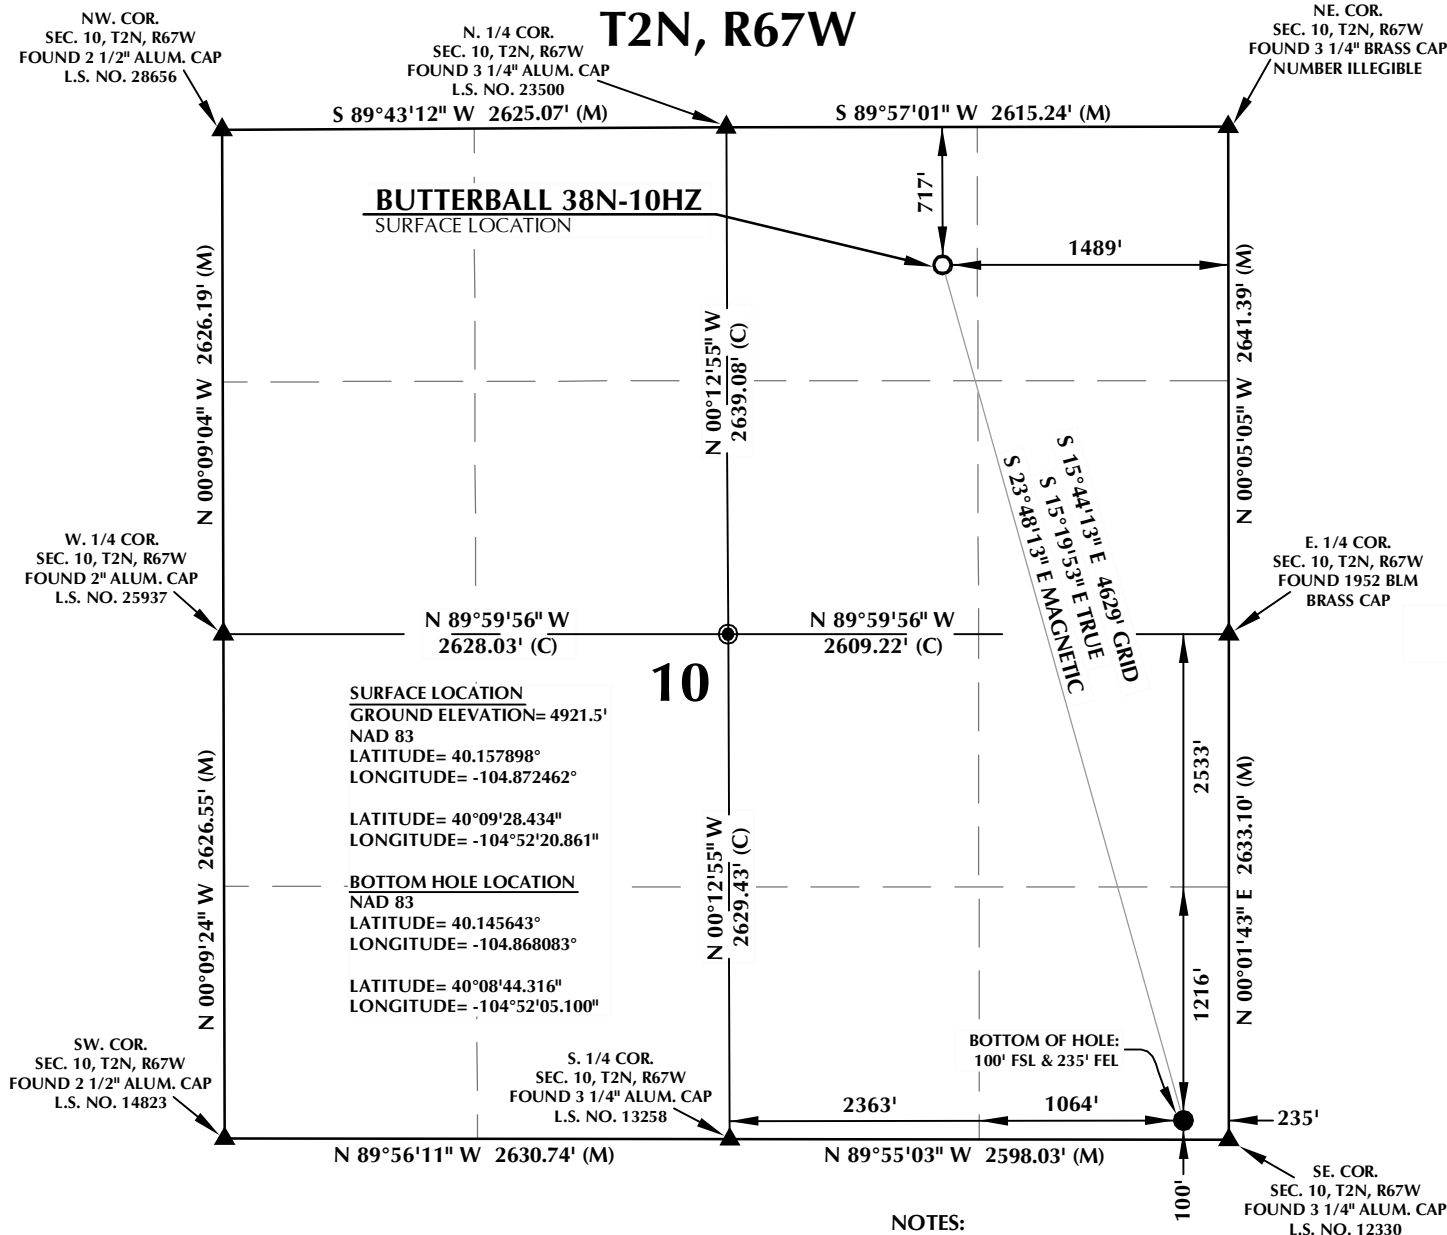 T2N, R67W
NW. COR.
SEC. 10, T2N, R67W
FOUND 2 1/2" ALUM. CAP
L.S. NO. 28656
N. 1/4 COR.
SEC. 10, T2N, R67W
FOUND 3 1/4" ALUM. CAP
L.S. NO. 23500
NE. COR.
SEC. 10, T2N, R67W
FOUND 3 1/4" BRASS CAP
NUMBER ILLEGIBLE
S 89°43'12" W 2625.07' (M)
S 89°57'01" W 2615.24' (M)
BUTTERBALL 38N-10HZ
SURFACE LOCATION
717'
1489'
N 00°09'04" W 2626.19' (M)
N 00°12'55" W
2639.08' (C)
N 00°05'05" W 2641.39' (M)
S 15°44'13" E 4629' GRID
S 15°19'53" E TRUE
S 23°48'13" E MAGNETIC
W. 1/4 COR.
SEC. 10, T2N, R67W
FOUND 2" ALUM. CAP
L.S. NO. 25937
E. 1/4 COR.
SEC. 10, T2N, R67W
FOUND 1952 BLM
BRASS CAP
N 89°59'56" W
2628.03' (C)
N 89°59'56" W
2609.22' (C)
10
SURFACE LOCATION
GROUND ELEVATION= 4921.5'
NAD 83
LATITUDE= 40.157898°
LONGITUDE= -104.872462°
LATITUDE= 40°09'28.434"
LONGITUDE= -104°52'20.861"
BOTTOM HOLE LOCATION
NAD 83
LATITUDE= 40.145643°
LONGITUDE= -104.868083°
LATITUDE= 40°08'44.316"
LONGITUDE= -104°52'05.100"
N 00°09'24" W 2626.55' (M)
N 00°12'55" W
2629.43' (C)
2533'
1216'
N 00°01'43" E 2633.10' (M)
SW. COR.
SEC. 10, T2N, R67W
FOUND 2 1/2" ALUM. CAP
L.S. NO. 14823
S. 1/4 COR.
SEC. 10, T2N, R67W
FOUND 3 1/4" ALUM. CAP
L.S. NO. 13258
BOTTOM OF HOLE:
100' FSL & 235' FEL
2363'
1064'
235'
100'
N 89°56'11" W 2630.74' (M)
N 89°55'03" W 2598.03' (M)
SE. COR.
SEC. 10, T2N, R67W
FOUND 3 1/4" ALUM. CAP
L.S. NO. 12330
NOTES: